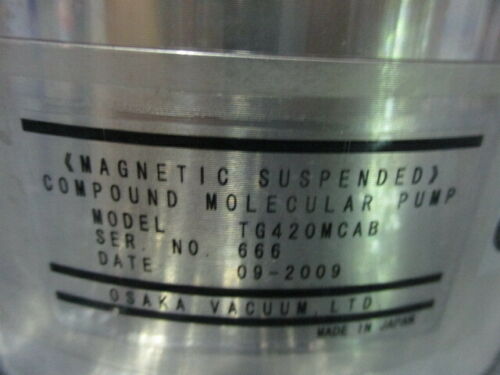 《MAGNETIC SUSPENDED》
COMPOUND MOLECULAR PUMP
MODEL TG420MCAB
SER. NO. 666
DATE 09-2009
OSAKA VACUUM, LTD.
MADE IN JAPAN